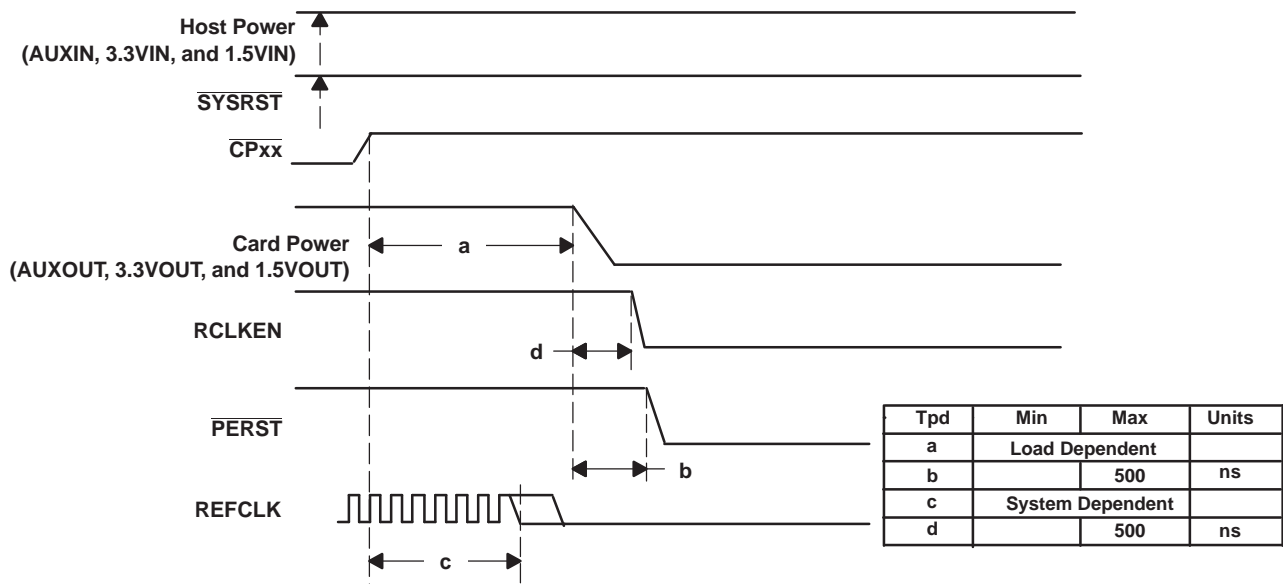 Host Power
(AUXIN, 3.3VIN, and 1.5VIN)
SYSRST
CPxx
a
Card Power
(AUXOUT, 3.3VOUT, and 1.5VOUT)
RCLKEN
d
PERST
b
REFCLK
c
Tpd Min Max Units
a Load Dependent
b 500 ns
c System Dependent
d 500 ns